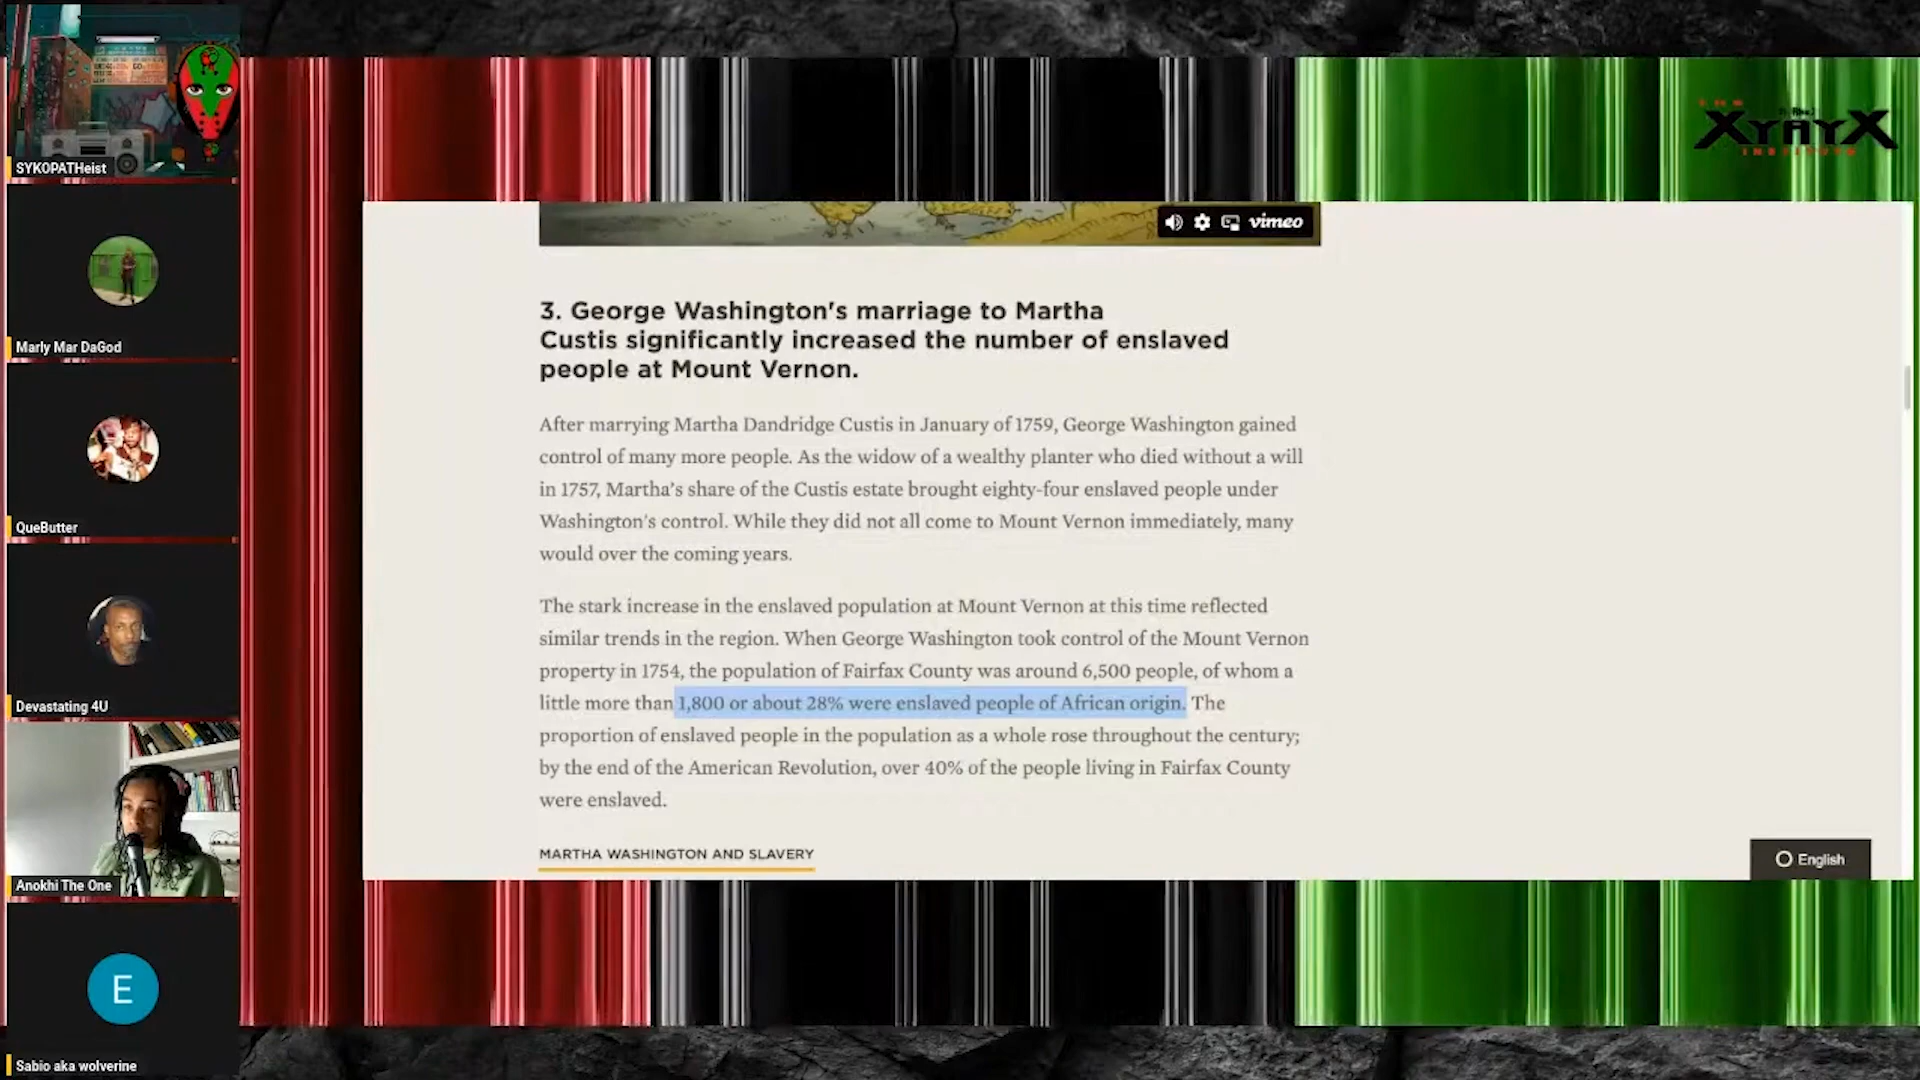 SYKOPATHeist
Marly Mar DaGod
QueButter
Devastating 4U
Anokhi The One
E
Sabio aka wolverine
THE
XYAYX
INSTITUTE
vimeo
3. George Washington's marriage to Martha
Custis significantly increased the number of enslaved
people at Mount Vernon.
After marrying Martha Dandridge Custis in January of 1759, George Washington gained
control of many more people. As the widow of a wealthy planter who died without a will
in 1757, Martha's share of the Custis estate brought eighty-four enslaved people under
Washington's control. While they did not all come to Mount Vernon immediately, many
would over the coming years.
The stark increase in the enslaved population at Mount Vernon at this time reflected
similar trends in the region. When George Washington took control of the Mount Vernon
property in 1754, the population of Fairfax County was around 6,500 people, of whom a
little more than 1,800 or about 28% were enslaved people of African origin. The
proportion of enslaved people in the population as a whole rose throughout the century;
by the end of the American Revolution, over 40% of the people living in Fairfax County
were enslaved.
MARTHA WASHINGTON AND SLAVERY
English